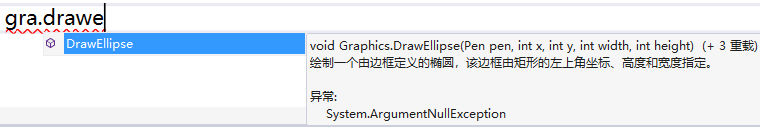 gra.drawe
DrawEllipse
void Graphics.DrawEllipse(Pen pen, int x, int y, int width, int height) (+ 3 重载)
绘制一个由边框定义的椭圆，该边框由矩形的左上角坐标、高度和宽度指定。
异常:
System.ArgumentNullException